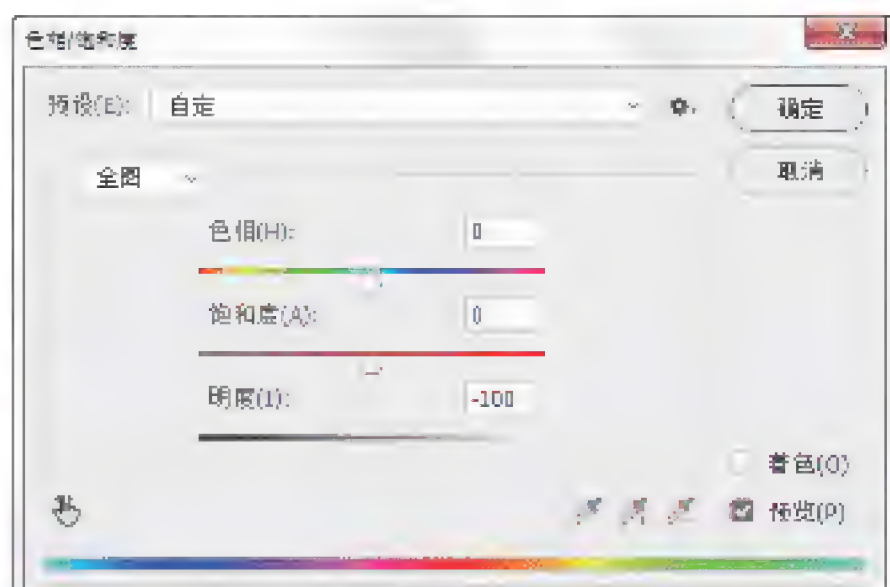 色相/饱和度
预设(E): 自定 确定
全图 取消
色相(H): 0
饱和度(A): 0
明度(I): -100
着色(O)
预览(P)